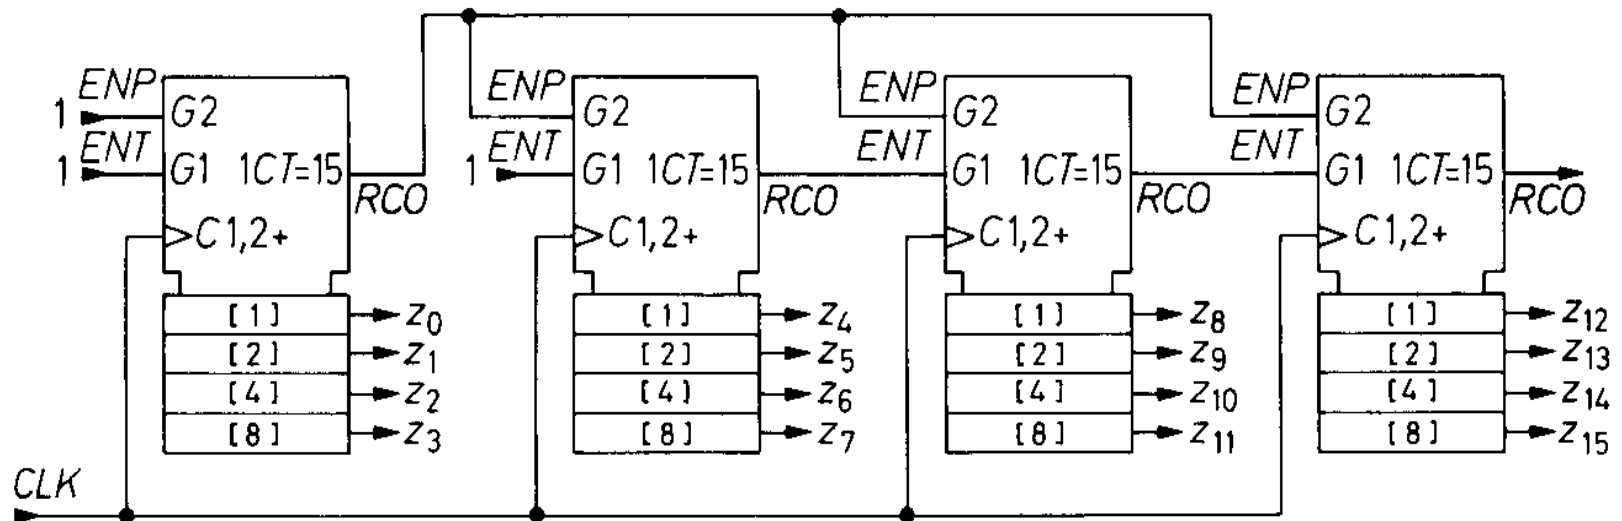 ENP ENP ENP ENP
1 G2 G2 G2 G2
ENT ENT ENT ENT
1 G1 1CT=15 1 G1 1CT=15 G1 1CT=15 G1 1CT=15
RCO RCO RCO RCO
C1,2+ C1,2+ C1,2+ C1,2+
[1] z0 [1] z4 [1] z8 [1] z12
[2] z1 [2] z5 [2] z9 [2] z13
[4] z2 [4] z6 [4] z10 [4] z14
[8] z3 [8] z7 [8] z11 [8] z15
CLK